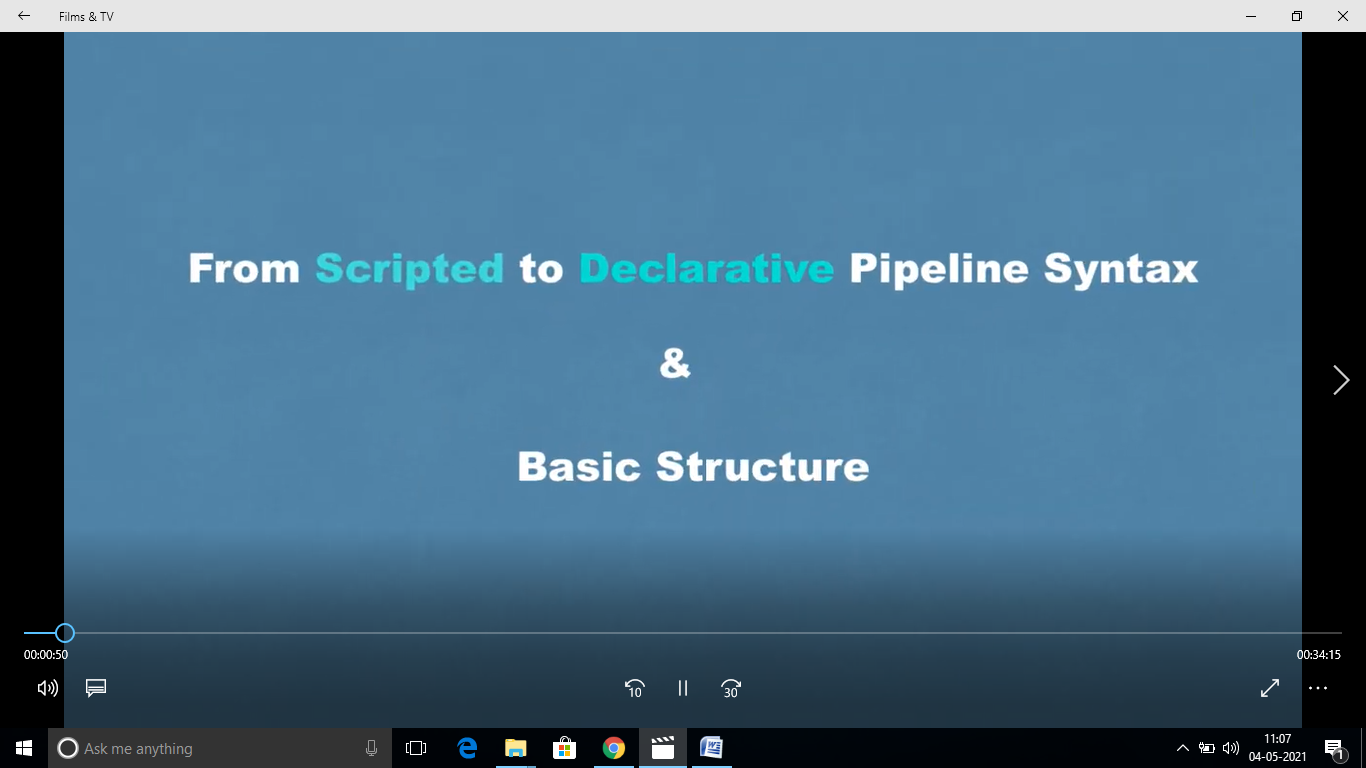 Films & TV
From Scripted to Declarative Pipeline Syntax
&
Basic Structure
00:00:50
00:34:15
10
30
Ask me anything
11:07
04-05-2021
1